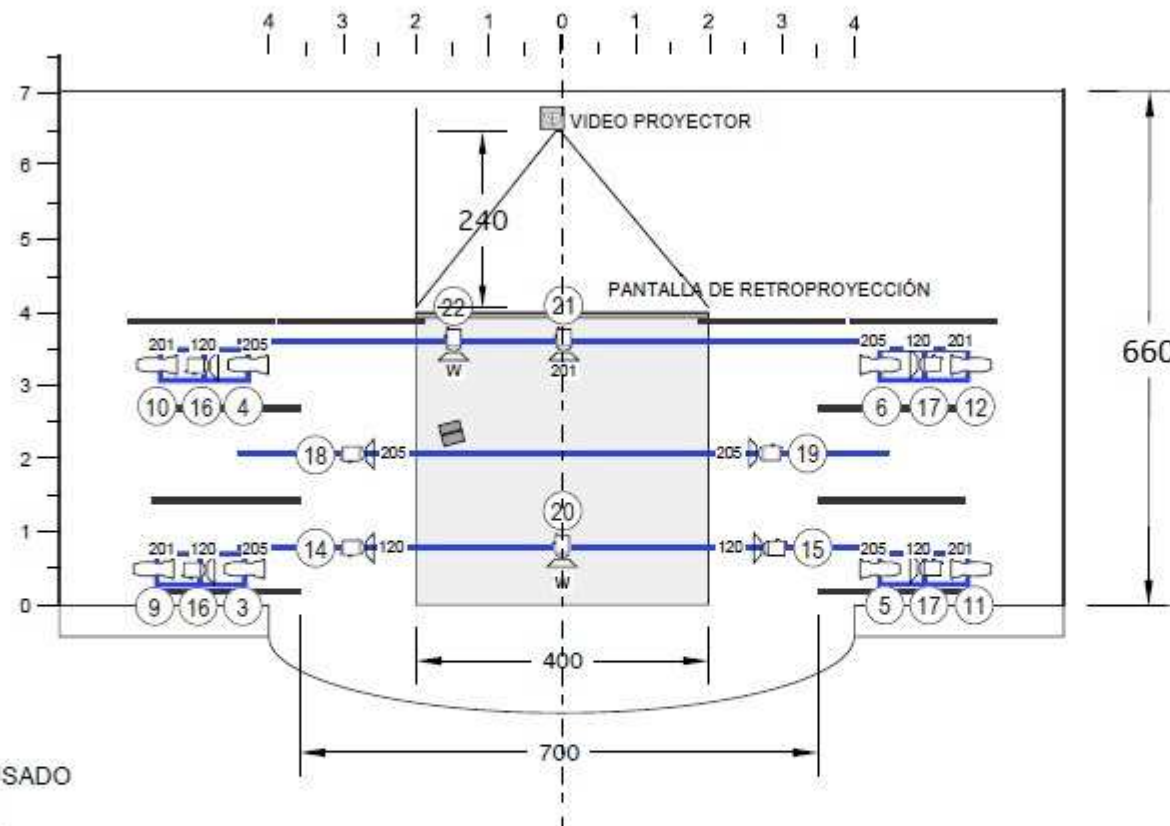 4 3 2 1 0 1 2 3 4
7
VIDEO PROYECTOR
6
240
5
PANTALLA DE RETROPROYECCIÓN
4
22 21
660
201 120 205 W 201 205 120 201
3
10 16 4 6 17 12
2
18 205 205 19
20
1
201 120 205 14 120 120 15 205 120 201
W
0
9 16 3 5 17 11
400
700
SADO